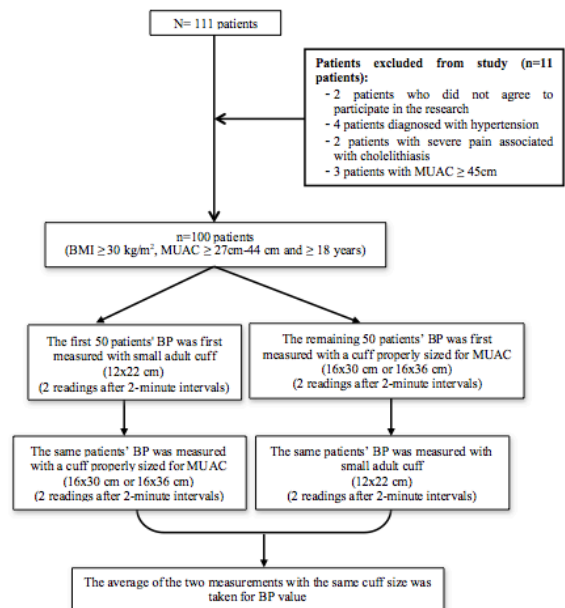 N= 111 patients
Patients excluded from study (n=11
patients):
- 2 patients who did not agree to
participate in the research
- 4 patients diagnosed with hypertension
- 2 patients with severe pain associated
with cholelithiasis
- 3 patients with MUAC ≥ 45cm
n=100 patients
(BMI ≥30 kg/m², MUAC ≥ 27cm-44 cm and ≥ 18 years)
The first 50 patients' BP was first
measured with small adult cuff
(12x22 cm)
(2 readings after 2-minute intervals)
The remaining 50 patients' BP was first
measured with a cuff properly sized for MUAC
(16x30 cm or 16x36 cm)
(2 readings after 2-minute intervals)
The same patients' BP was measured
with a cuff properly sized for MUAC
(16x30 cm or 16x36 cm)
(2 readings after 2-minute intervals)
The same patients' BP was measured with
small adult cuff
(12x22 cm)
(2 readings after 2-minute intervals)
The average of the two measurements with the same cuff size was
taken for BP value